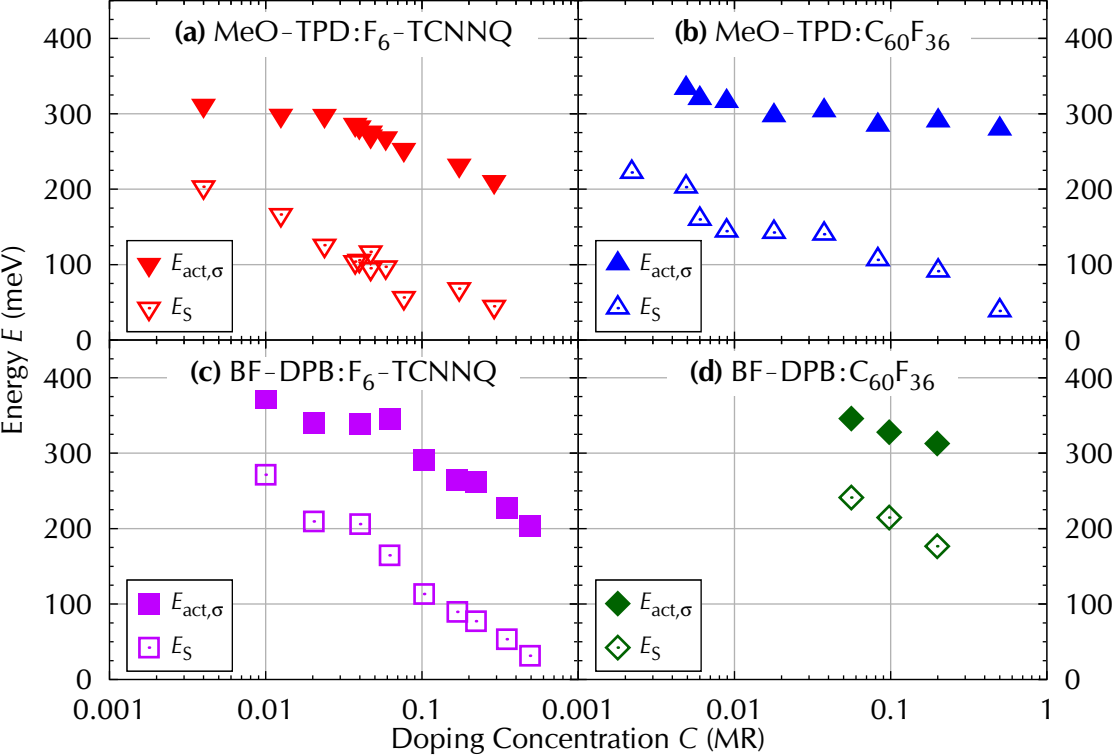 (a) MeO-TPD:F6-TCNNQ
(b) MeO-TPD:C60F36
400
300
200
100
0
Eact,σ
ES
Eact,σ
ES
400
300
200
100
0
(c) BF-DPB:F6-TCNNQ
(d) BF-DPB:C60F36
400
300
200
100
0
Eact,σ
ES
Eact,σ
ES
400
300
200
100
0
Energy E (meV)
0.001 0.01 0.1 0.001 0.01 0.1 1
Doping Concentration C (MR)